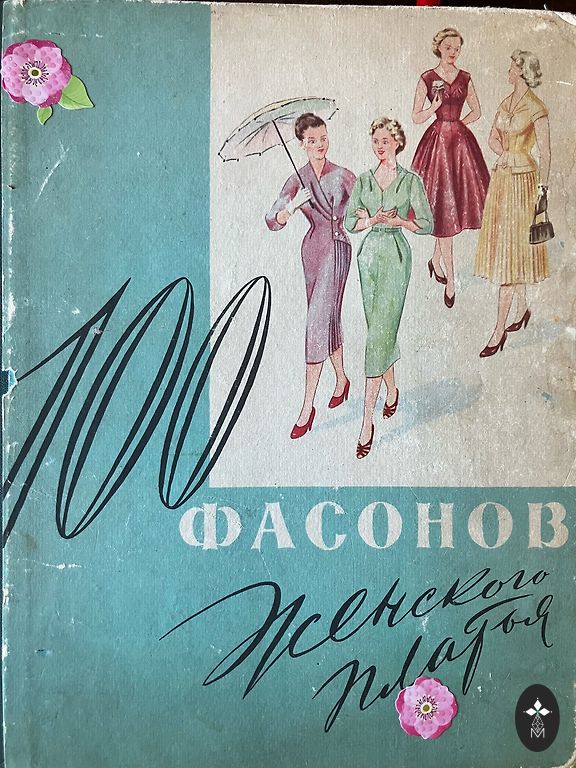 100
ФАСОНОВ
женского
платья
М